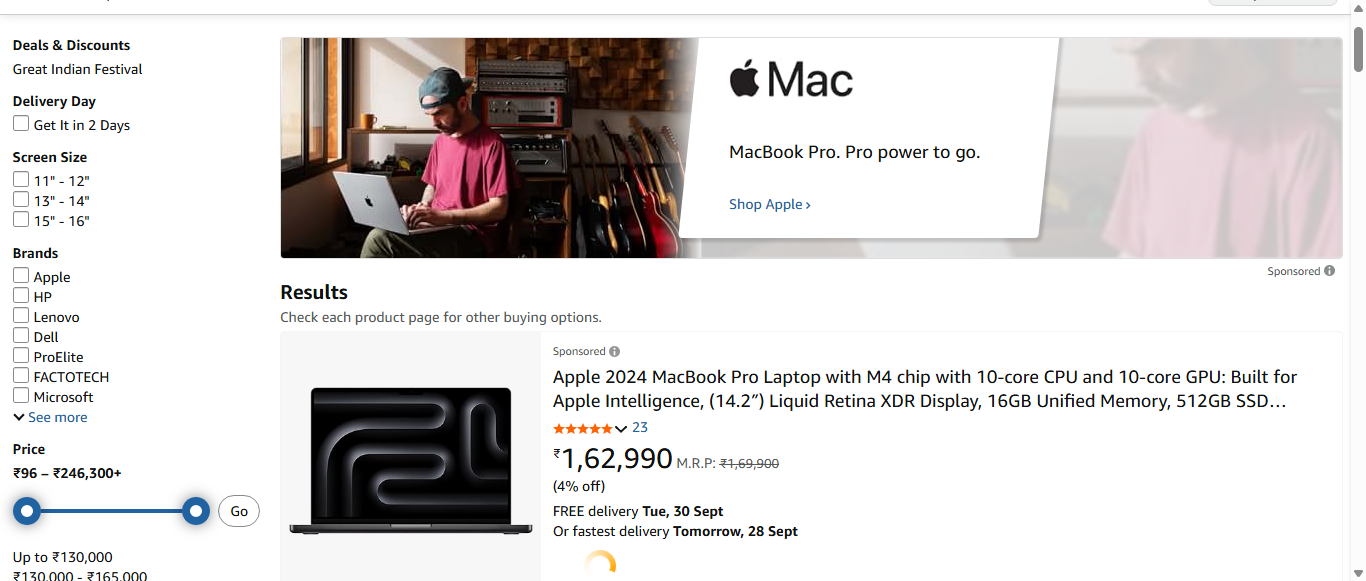 Deals & Discounts
Great Indian Festival
Delivery Day
Get It in 2 Days
Screen Size
11" - 12"
13" - 14"
15" - 16"
Brands
Apple
HP
Lenovo
Dell
ProElite
FACTOTECH
Microsoft
See more
Price
₹96 – ₹246,300+
Go
Up to ₹130,000
₹130,000 - ₹165,000
Mac
MacBook Pro. Pro power to go.
Shop Apple ›
Sponsored
Results
Check each product page for other buying options.
Sponsored
Apple 2024 MacBook Pro Laptop with M4 chip with 10-core CPU and 10-core GPU: Built for
Apple Intelligence, (14.2″) Liquid Retina XDR Display, 16GB Unified Memory, 512GB SSD…
23
₹1,62,990 M.R.P: ₹1,69,900
(4% off)
FREE delivery Tue, 30 Sept
Or fastest delivery Tomorrow, 28 Sept